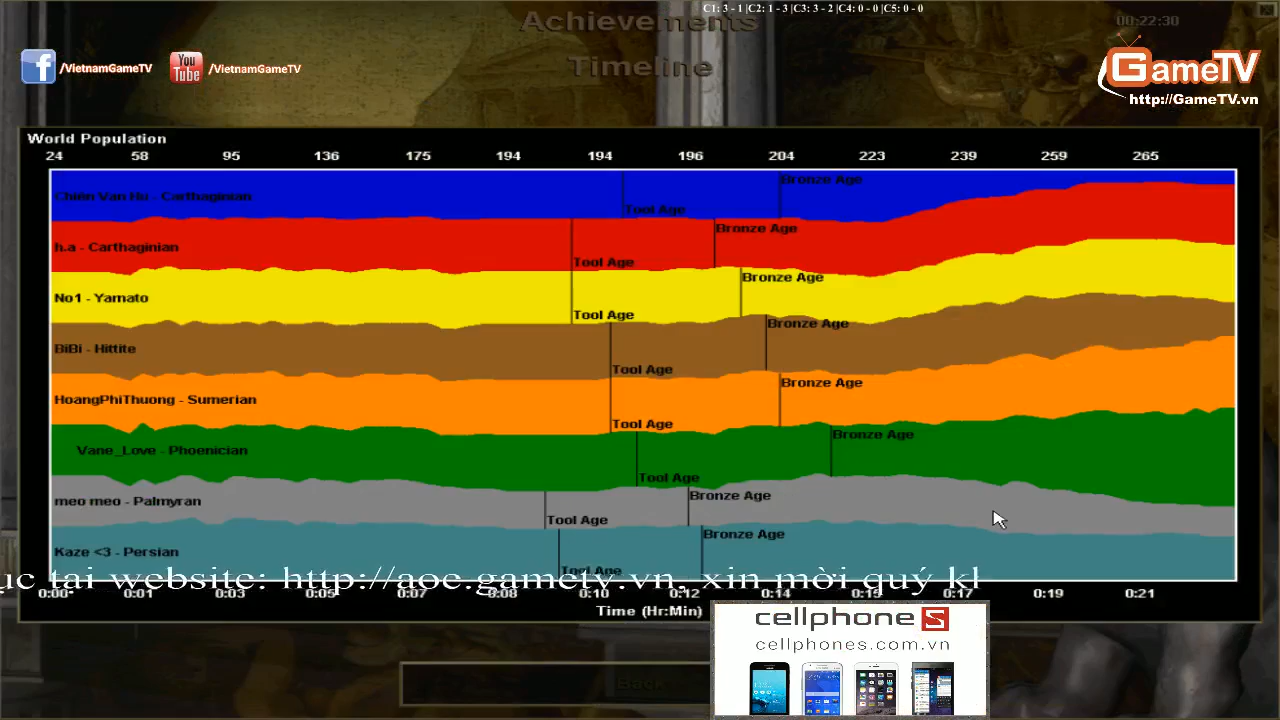 C1: 3 - 1 |C2: 1 - 3 |C3: 3 - 2 |C4: 0 - 0 |C5: 0 - 0
Achievements
00:22:30
Timeline
/VietnamGameTV
You Tube /VietnamGameTV
GameTV
http://GameTV.vn
World Population
24 58 95 136 175 194 194 196 204 223 239 259 265
Chiến Van Hu - Carthaginian
Tool Age
Bronze Age
h.a - Carthaginian
Tool Age
Bronze Age
No1 - Yamato
Tool Age
Bronze Age
BiBi - Hittite
Tool Age
Bronze Age
HoangPhiThuong - Sumerian
Tool Age
Bronze Age
Vane_Love - Phoenician
Tool Age
Bronze Age
meo meo - Palmyran
Tool Age
Bronze Age
Kaze <3 - Persian
Tool Age
Bronze Age
ục tại website: http://aoe.gametv.vn, xin mời quý kl
0:00 0:01 0:03 0:05 0:07 0:08 0:10 0:12 0:14 0:15 0:17 0:19 0:21
Time (Hr:Min)
cellphone S
cellphones.com.vn
Back